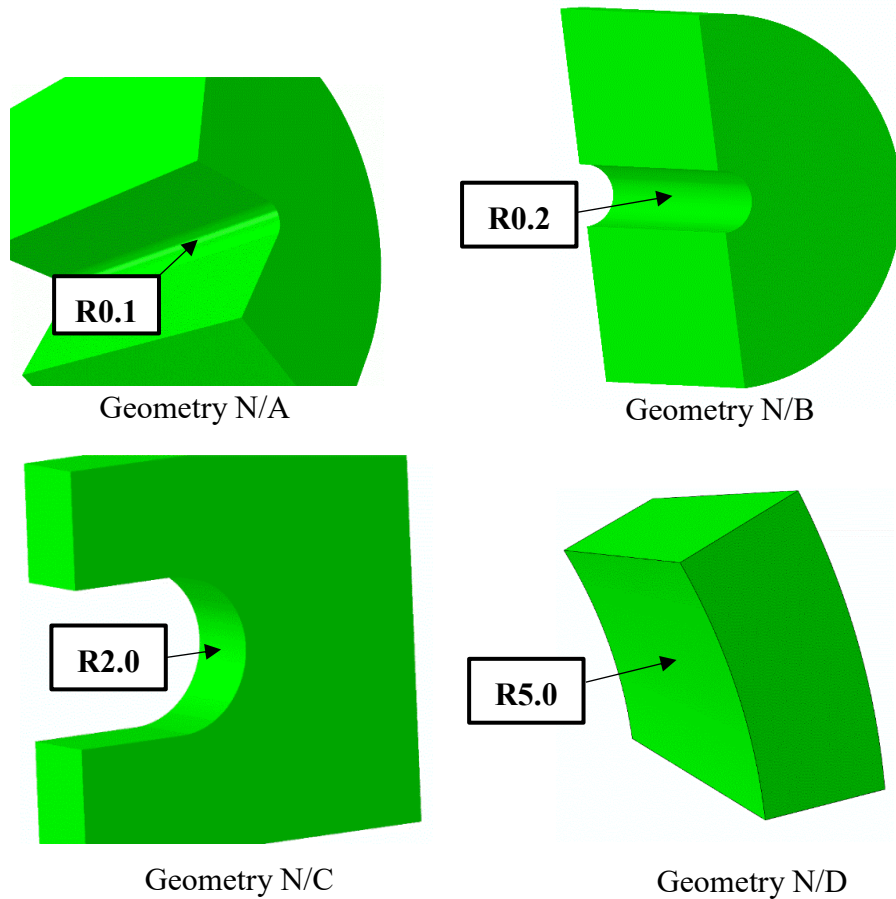 R0.1
R0.2
Geometry N/A
Geometry N/B
R2.0
R5.0
Geometry N/C
Geometry N/D